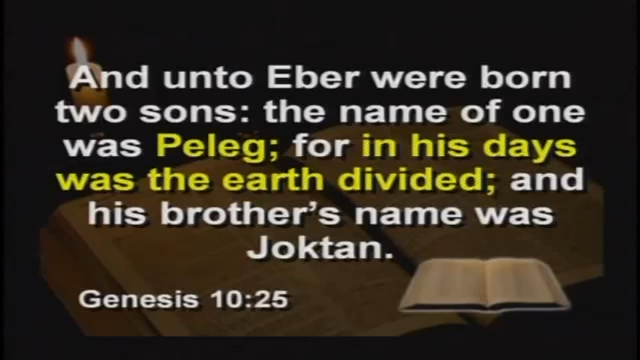 And unto Eber were born
two sons: the name of one
was Peleg; for in his days
was the earth divided; and
his brother's name was
Joktan.
Genesis 10:25